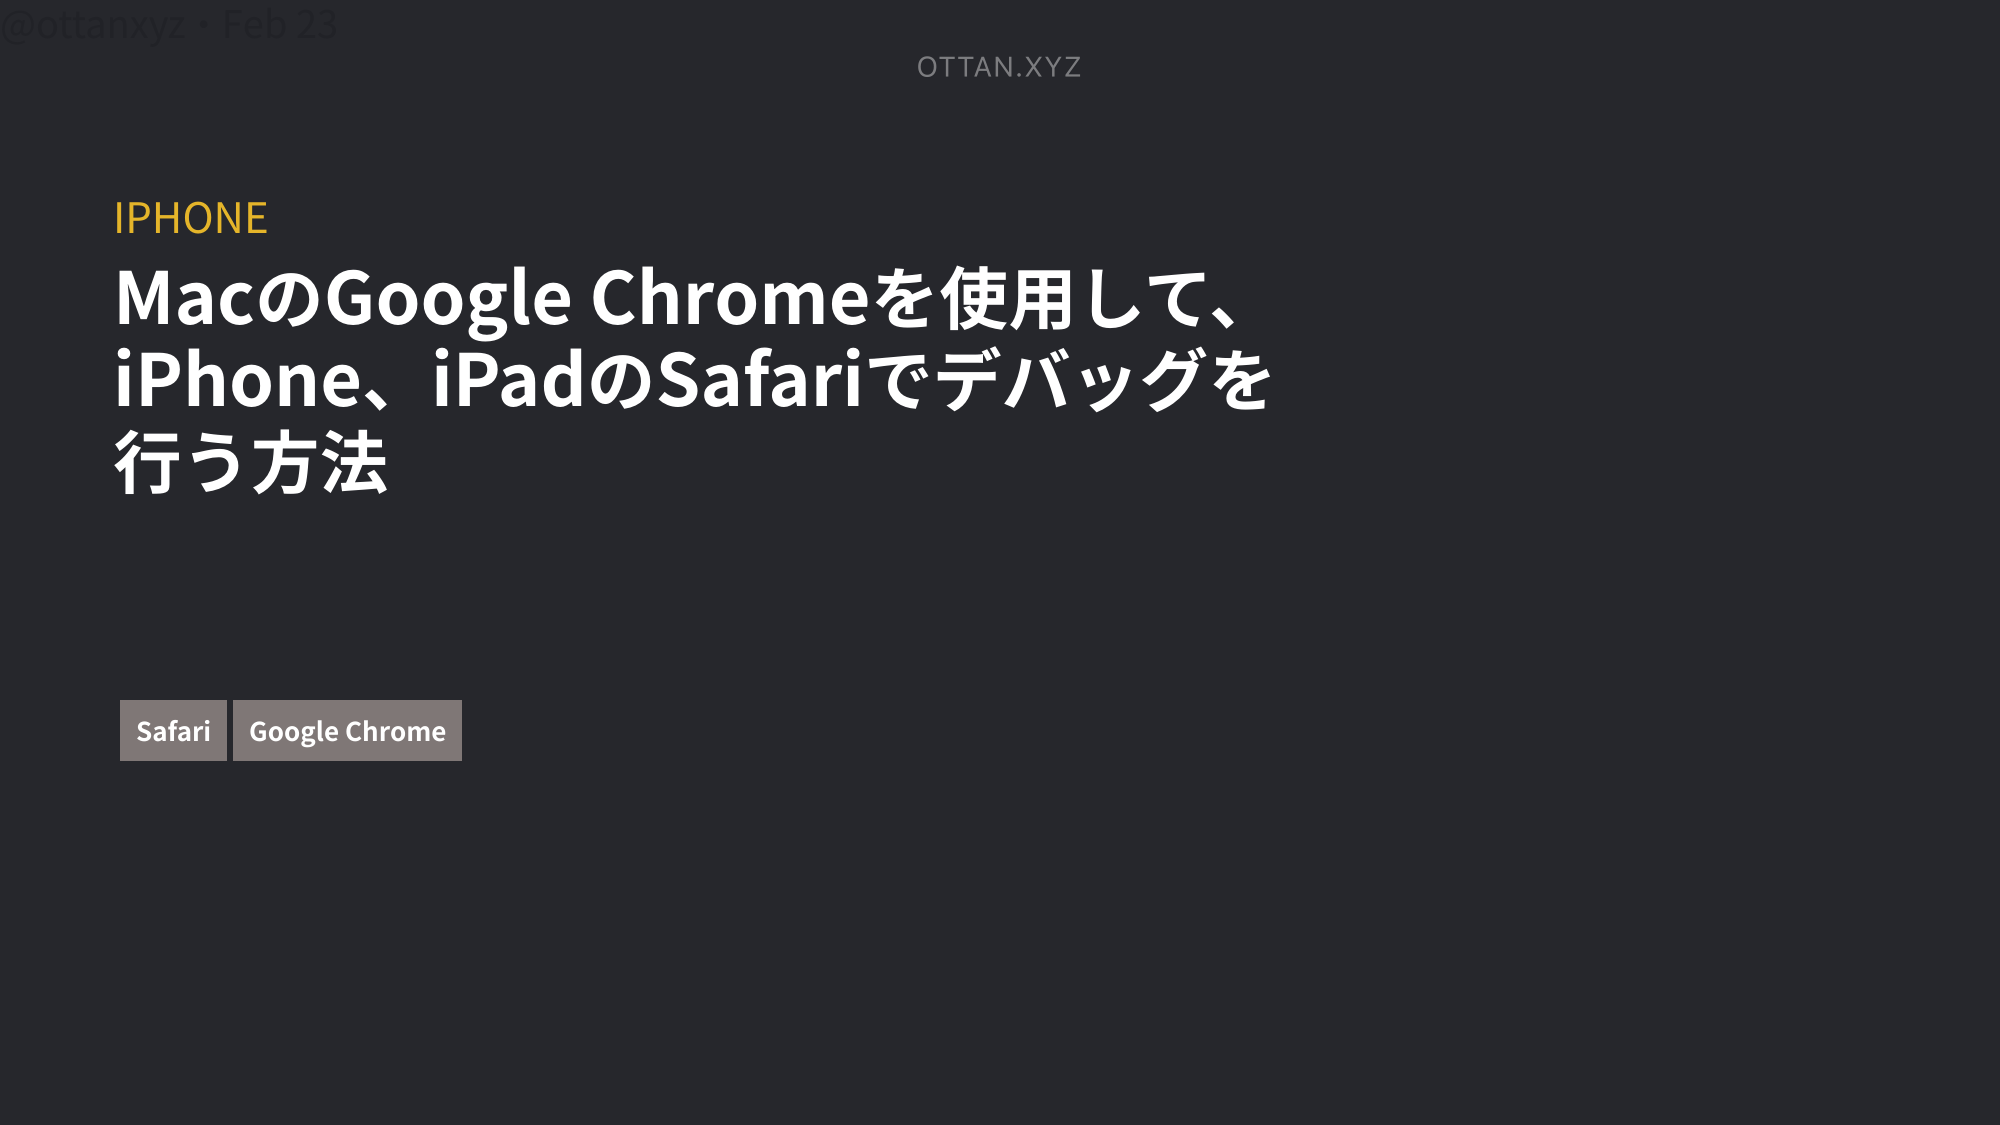 @ottanxyz・Feb 23
OTTAN.XYZ
IPHONE
MacのGoogle Chromeを使用して、
iPhone、iPadのSafariでデバッグを
行う方法
Safari
Google Chrome